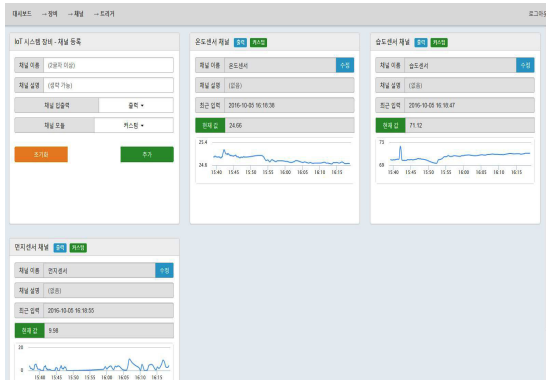 대시보드 → 장비 → 채널 → 트리거
로그아웃
IoT 시스템 장비 - 채널 등록
채널 이름 (2글자 이상)
채널 설명 (생략 가능)
채널 입출력 출력
채널 모듈 커스텀
초기화 추가
온도센서 채널 출력 커스텀
채널 이름 온도센서 수정
채널 설명 (없음)
최근 입력 2016-10-05 16:18:38
현재 값 24.66
25.4
24.6
15:40 15:45 15:50 15:55 16:00 16:05 16:10 16:15
습도센서 채널 출력 커스텀
채널 이름 습도센서 수정
채널 설명 (없음)
최근 입력 2016-10-05 16:18:47
현재 값 71.12
73
69
15:40 15:45 15:50 15:55 16:00 16:05 16:10 16:15
먼지센서 채널 출력 커스텀
채널 이름 먼지센서 수정
채널 설명 (없음)
최근 입력 2016-10-05 16:18:55
현재 값 9.98
20
0
15:40 15:45 15:50 15:55 16:00 16:05 16:10 16:15